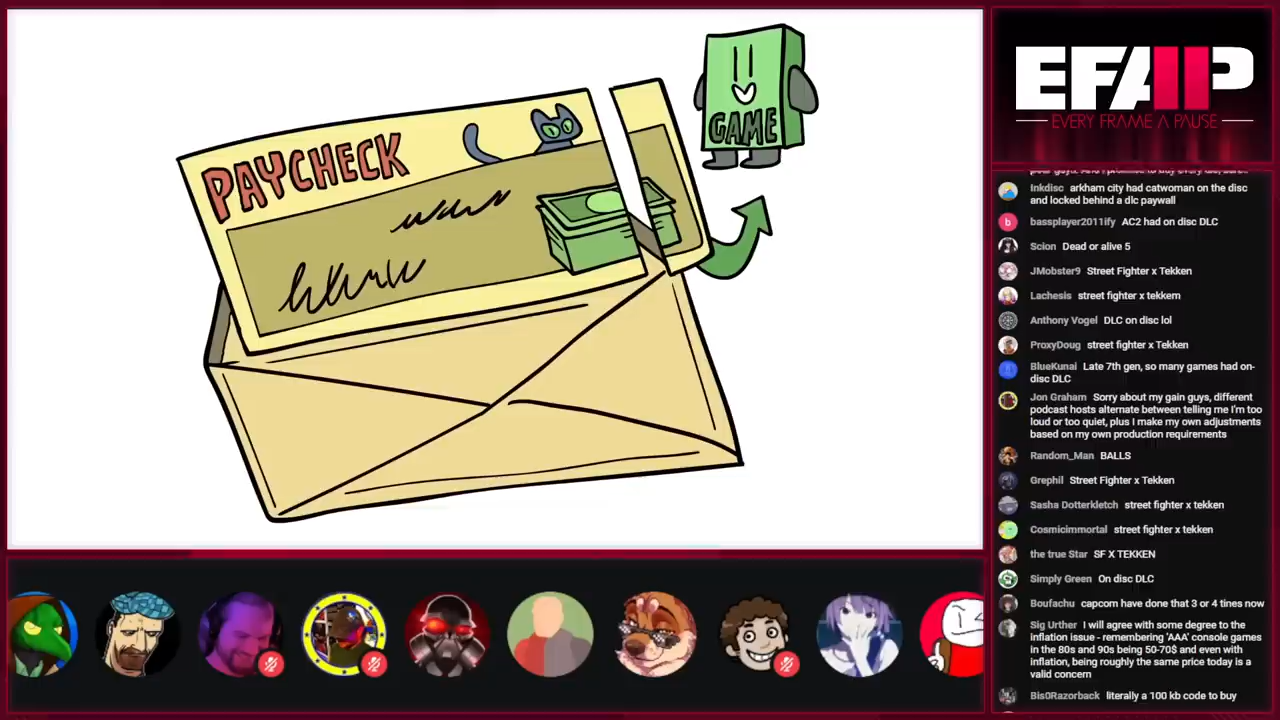 PAYCHECK
GAME
EFAP
EVERY FRAME A PAUSE
Inkdisc arkham city had catwoman on the disc
and locked behind a dlc paywall
bassplayer2011ify AC2 had on disc DLC
Scion Dead or alive 5
JMobster9 Street Fighter x Tekken
Lachesis street fighter x tekkem
Anthony Vogel DLC on disc lol
ProxyDoug street fighter x Tekken
BlueKunai Late 7th gen, so many games had on-
disc DLC
Jon Graham Sorry about my gain guys, different
podcast hosts alternate between telling me I'm too
loud or too quiet, plus I make my own adjustments
based on my own production requirements
Random_Man BALLS
Grephil Street Fighter x Tekken
Sasha Dotterkletch street fighter x tekken
Cosmicimmortal street fighter x tekken
the true Star SF X TEKKEN
Simply Green On disc DLC
Boufachu capcom have done that 3 or 4 tines now
Sig Urther I will agree with some degree to the
inflation issue - remembering 'AAA' console games
in the 80s and 90s being 50-70$ and even with
inflation, being roughly the same price today is a
valid concern
Bis0Razorback literally a 100 kb code to buy